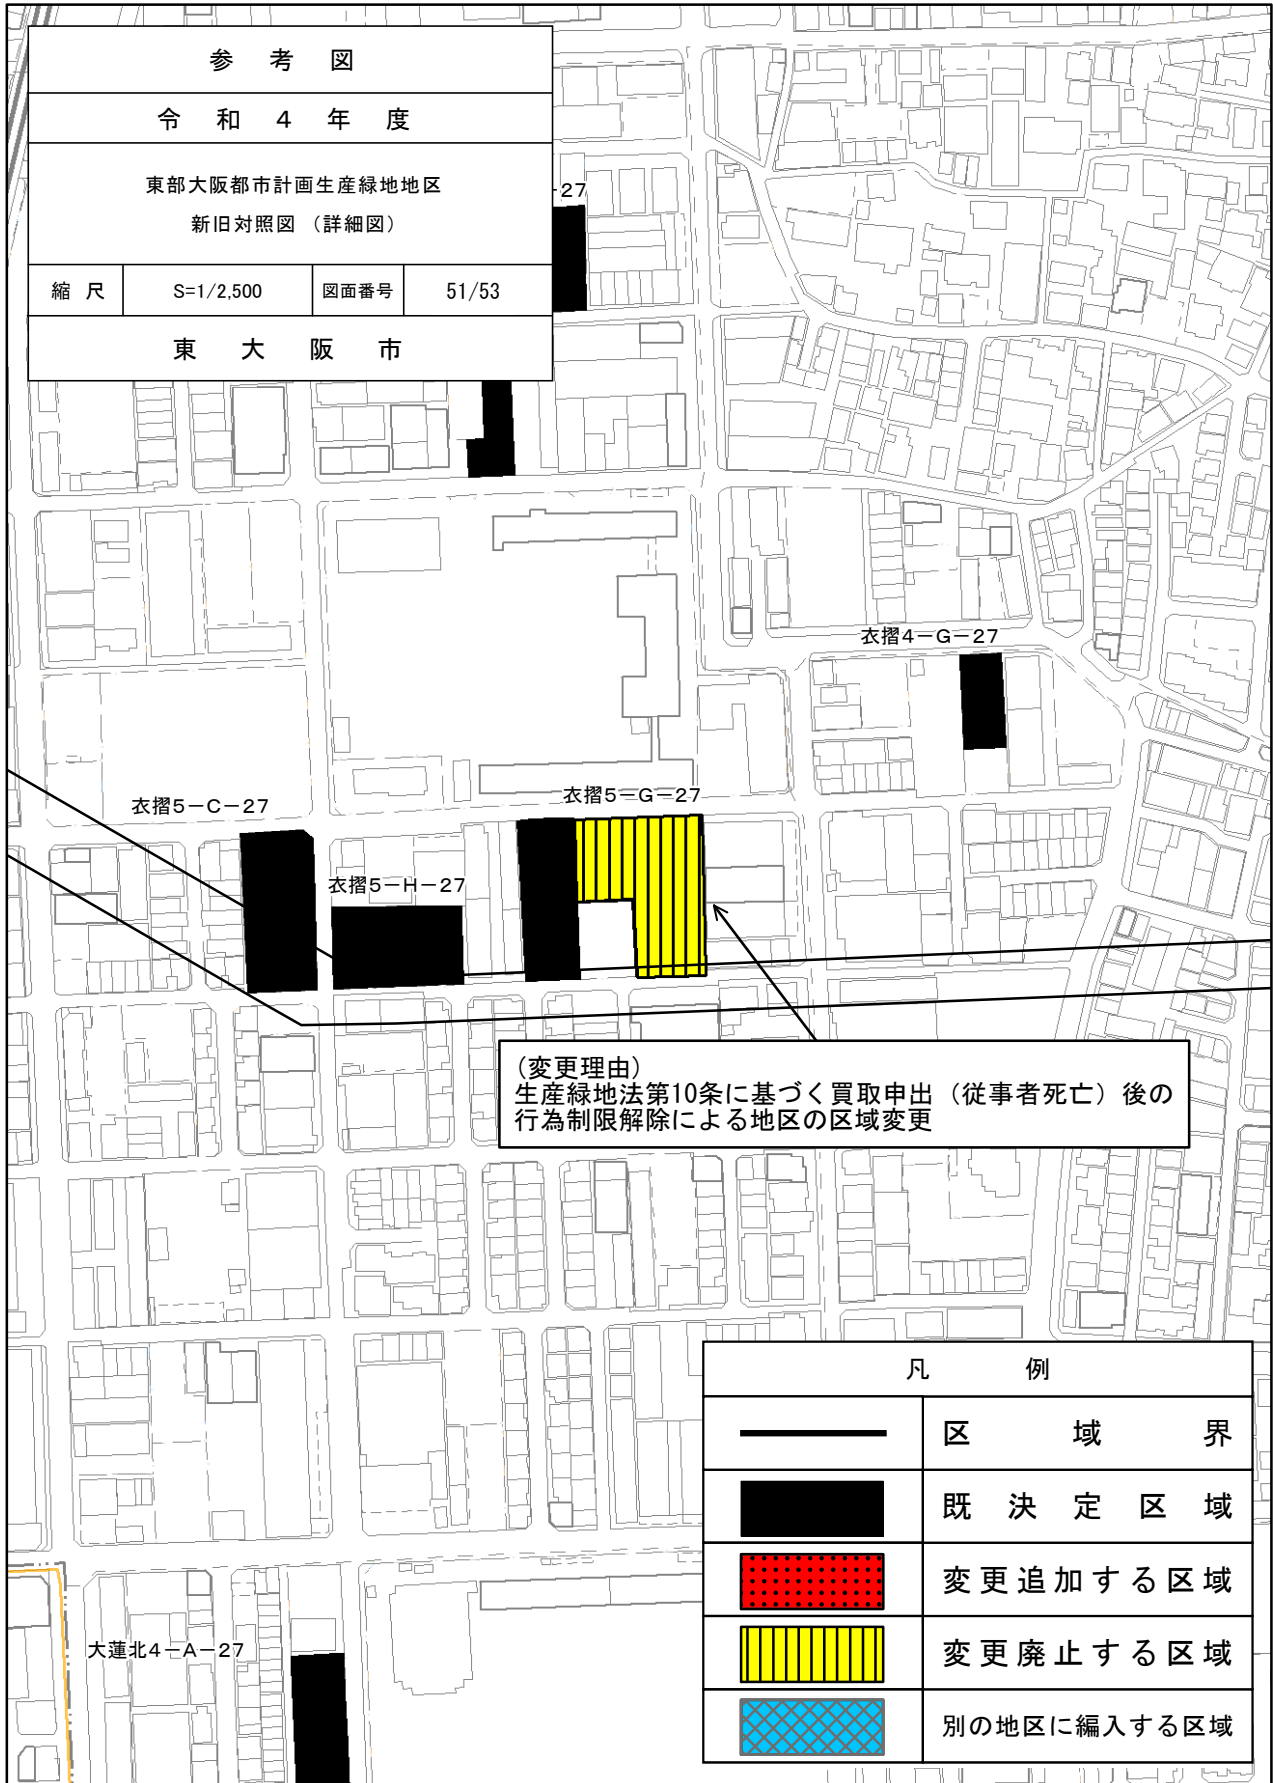 参考図
令和4年度
東部大阪都市計画生産緑地地区
新旧対照図（詳細図）
縮尺 S=1/2,500 図面番号 51/53
東大阪市
-27
衣摺4-G-27
衣摺5-C-27
衣摺5-G-27
衣摺5-H-27
（変更理由）
生産緑地法第10条に基づく買取申出（従事者死亡）後の
行為制限解除による地区の区域変更
凡例
区域界
既決定区域
変更追加する区域
変更廃止する区域
別の地区に編入する区域
大蓮北4-A-27